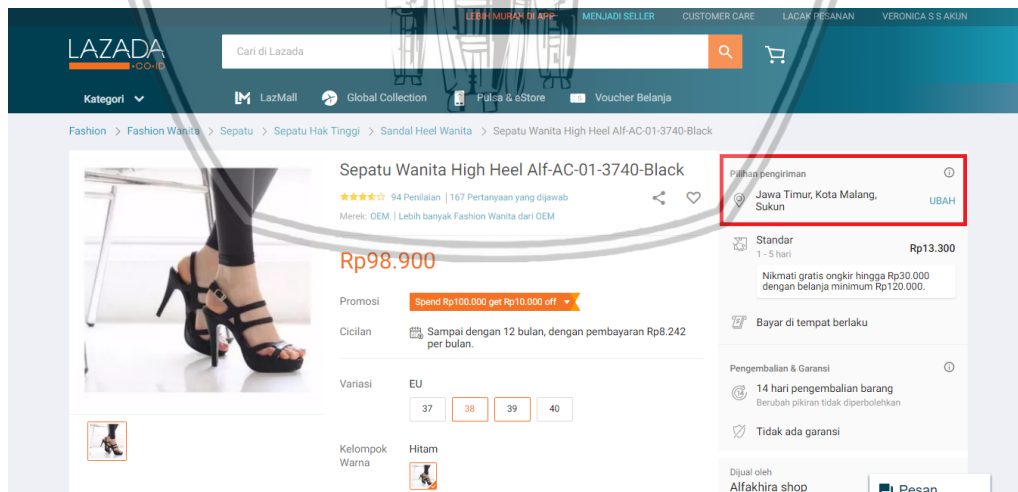 LEBIH MURAH DI APP MENJADI SELLER CUSTOMER CARE LACAK PESANAN VERONICA S S AKUN
LAZADA
.CO.ID
Cari di Lazada
Kategori LazMall Global Collection Pulsa & eStore Voucher Belanja
Fashion > Fashion Wanita > Sepatu > Sepatu Hak Tinggi > Sandal Heel Wanita > Sepatu Wanita High Heel Alf-AC-01-3740-Black
Sepatu Wanita High Heel Alf-AC-01-3740-Black
94 Penilaian | 167 Pertanyaan yang dijawab
Merek: OEM | Lebih banyak Fashion Wanita dari OEM
Rp98.900
Promosi Spend Rp100.000 get Rp10.000 off
Cicilan Sampai dengan 12 bulan, dengan pembayaran Rp8.242
per bulan.
Variasi EU
37 38 39 40
Kelompok Hitam
Warna
Pilihan pengiriman
Jawa Timur, Kota Malang,
Sukun UBAH
Standar Rp13.300
1 - 5 hari
Nikmati gratis ongkir hingga Rp30.000
dengan belanja minimum Rp120.000.
Bayar di tempat berlaku
Pengembalian & Garansi
14 hari pengembalian barang
Berubah pikiran tidak diperbolehkan
Tidak ada garansi
Dijual oleh
Alfakhira shop
Pesan